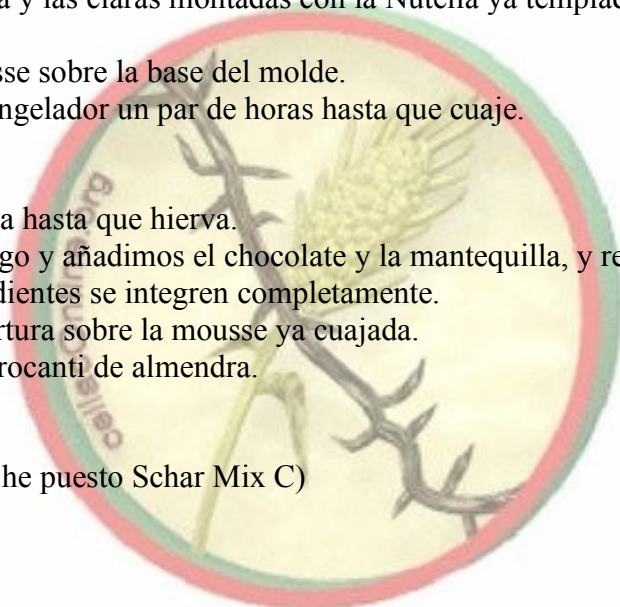 y las claras montadas con la Nutella ya
sse sobre la base del molde.
ngelador un par de horas hasta que cuaje.
a hasta que hierva.
go y añadimos el chocolate y la mantequilla, y re
dientes se integren completamente.
rtura sobre la mousse ya cuajada.
rocanti de almendra.
he puesto Schar Mix C)